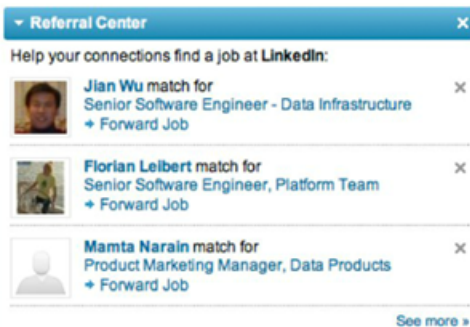 Referral Center
Help your connections find a job at LinkedIn:
Jian Wu match for
Senior Software Engineer - Data Infrastructure
Forward Job
Florian Leibert match for
Senior Software Engineer, Platform Team
Forward Job
Mamta Narain match for
Product Marketing Manager, Data Products
Forward Job
See more »